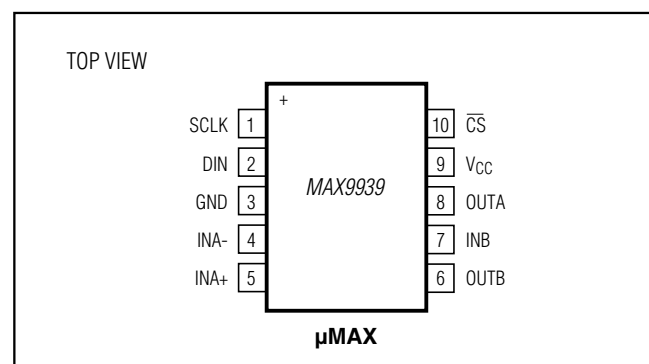 TOP VIEW
+
SCLK 1 10 C̅S̅
DIN 2 9 VCC
GND 3 MAX9939 8 OUTA
INA- 4 7 INB
INA+ 5 6 OUTB
µMAX